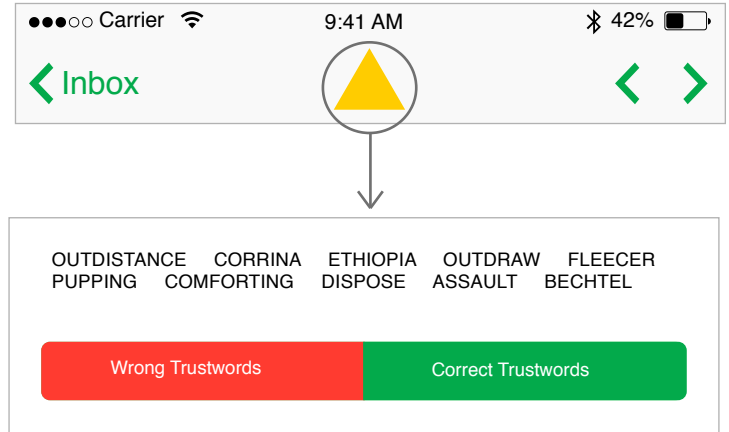 Carrier 9:41 AM 42%
Inbox
OUTDISTANCE CORRINA ETHIOPIA OUTDRAW FLEECER
PUPPING COMFORTING DISPOSE ASSAULT BECHTEL
Wrong Trustwords Correct Trustwords